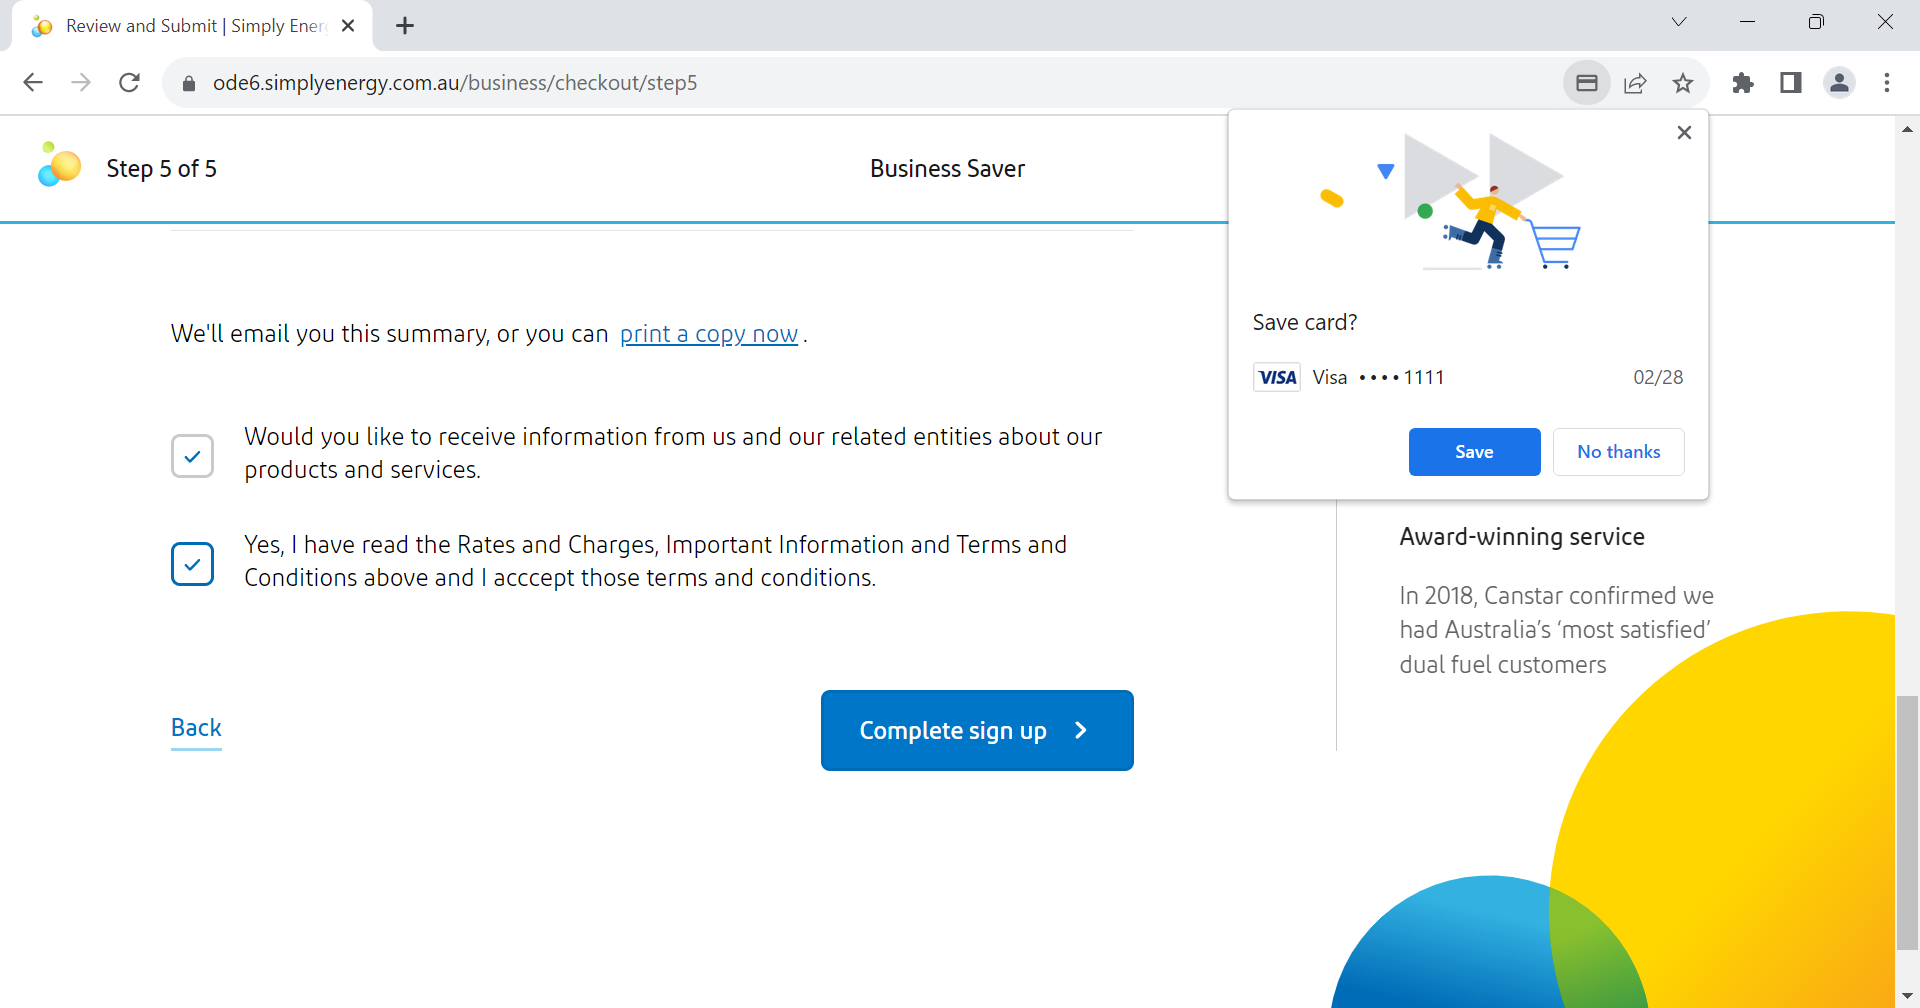 Review and Submit | Simply Ener
ode6.simplyenergy.com.au/business/checkout/step5
Step 5 of 5
Business Saver
We'll email you this summary, or you can print a copy now.
Would you like to receive information from us and our related entities about our
products and services.
Yes, I have read the Rates and Charges, Important Information and Terms and
Conditions above and I acccept those terms and conditions.
Back
Complete sign up
Save card?
VISA Visa •••• 1111 02/28
Save No thanks
Award-winning service
In 2018, Canstar confirmed we
had Australia’s ‘most satisfied’
dual fuel customers